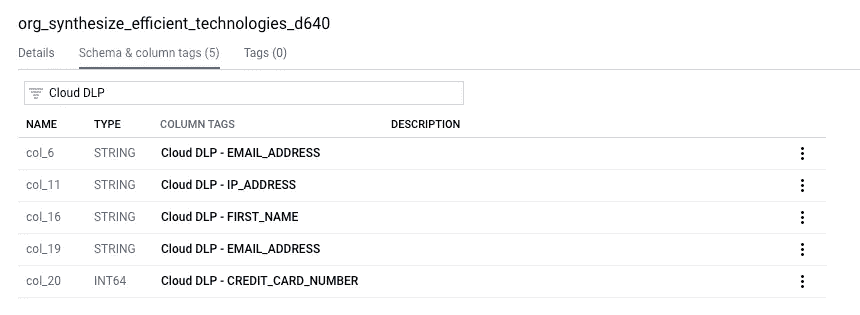 org_synthesize_efficient_technologies_d640
Details Schema & column tags (5) Tags (0)
Cloud DLP
NAME TYPE COLUMN TAGS DESCRIPTION
col_6 STRING Cloud DLP - EMAIL_ADDRESS
col_11 STRING Cloud DLP - IP_ADDRESS
col_16 STRING Cloud DLP - FIRST_NAME
col_19 STRING Cloud DLP - EMAIL_ADDRESS
col_20 INT64 Cloud DLP - CREDIT_CARD_NUMBER